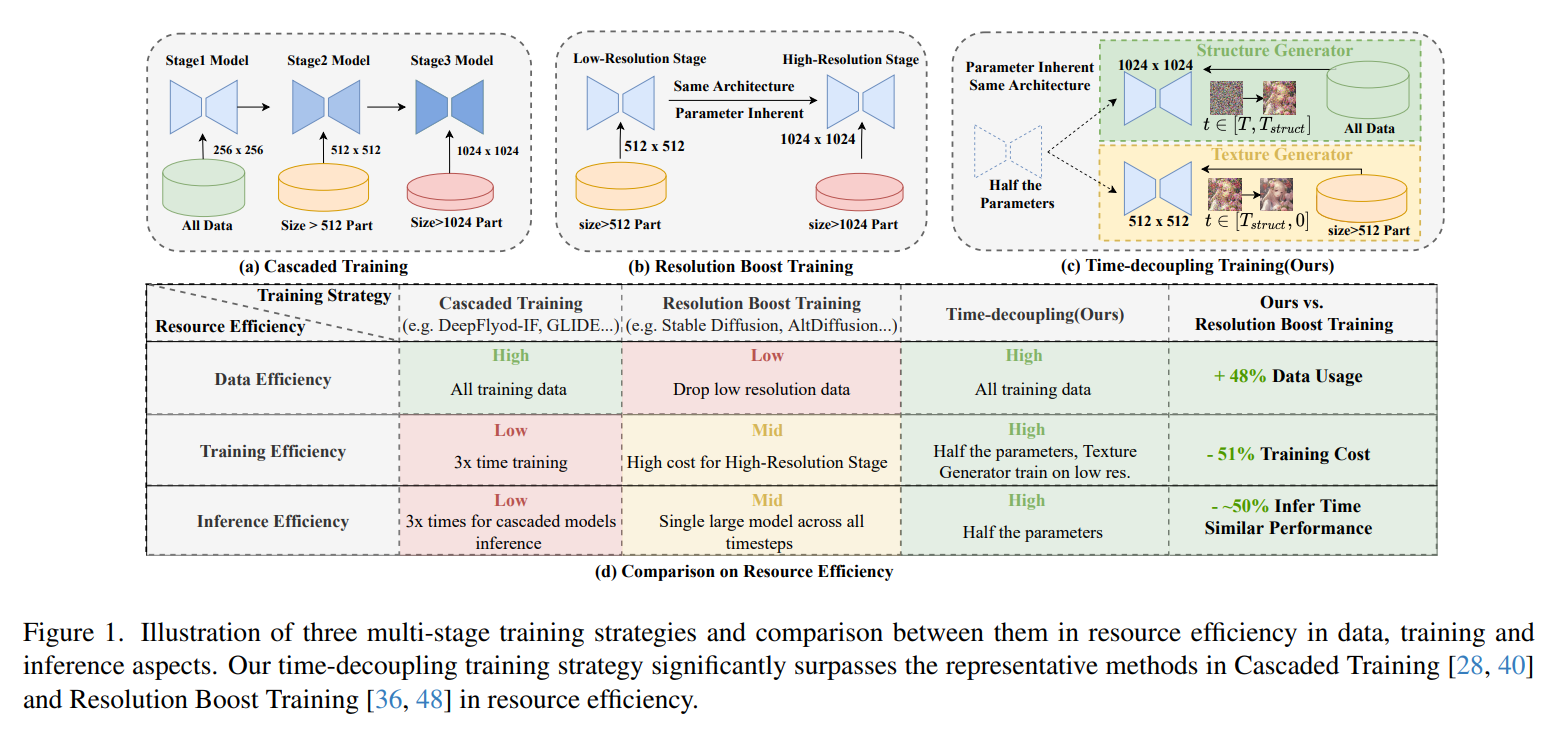 Stage1 Model
Stage2 Model
Stage3 Model
256 x 256
512 x 512
1024 x 1024
All Data
Size > 512 Part
Size>1024 Part
(a) Cascaded Training
Low-Resolution Stage
High-Resolution Stage
Same Architecture
Parameter Inherent
512 x 512
1024 x 1024
size>512 Part
size>1024 Part
(b) Resolution Boost Training
Parameter Inherent
Same Architecture
Half the
Parameters
Structure Generator
1024 x 1024
t ∈ [T, T_struct]
All Data
Texture Generator
512 x 512
t ∈ [T_struct, 0]
size>512 Part
(c) Time-decoupling Training(Ours)
Training Strategy
Resource Efficiency
Cascaded Training
(e.g. DeepFlyod-IF, GLIDE...)
Resolution Boost Training
(e.g. Stable Diffusion, AltDiffusion...)
Time-decoupling(Ours)
Ours vs.
Resolution Boost Training
Data Efficiency
High
All training data
Low
Drop low resolution data
High
All training data
+ 48% Data Usage
Training Efficiency
Low
3x time training
Mid
High cost for High-Resolution Stage
High
Half the parameters, Texture
Generator train on low res.
- 51% Training Cost
Inference Efficiency
Low
3x times for cascaded models
inference
Mid
Single large model across all
timesteps
High
Half the parameters
- ~50% Infer Time
Similar Performance
(d) Comparison on Resource Efficiency
Figure 1. Illustration of three multi-stage training strategies and comparison between them in resource efficiency in data, training and
inference aspects. Our time-decoupling training strategy significantly surpasses the representative methods in Cascaded Training [28, 40]
and Resolution Boost Training [36, 48] in resource efficiency.